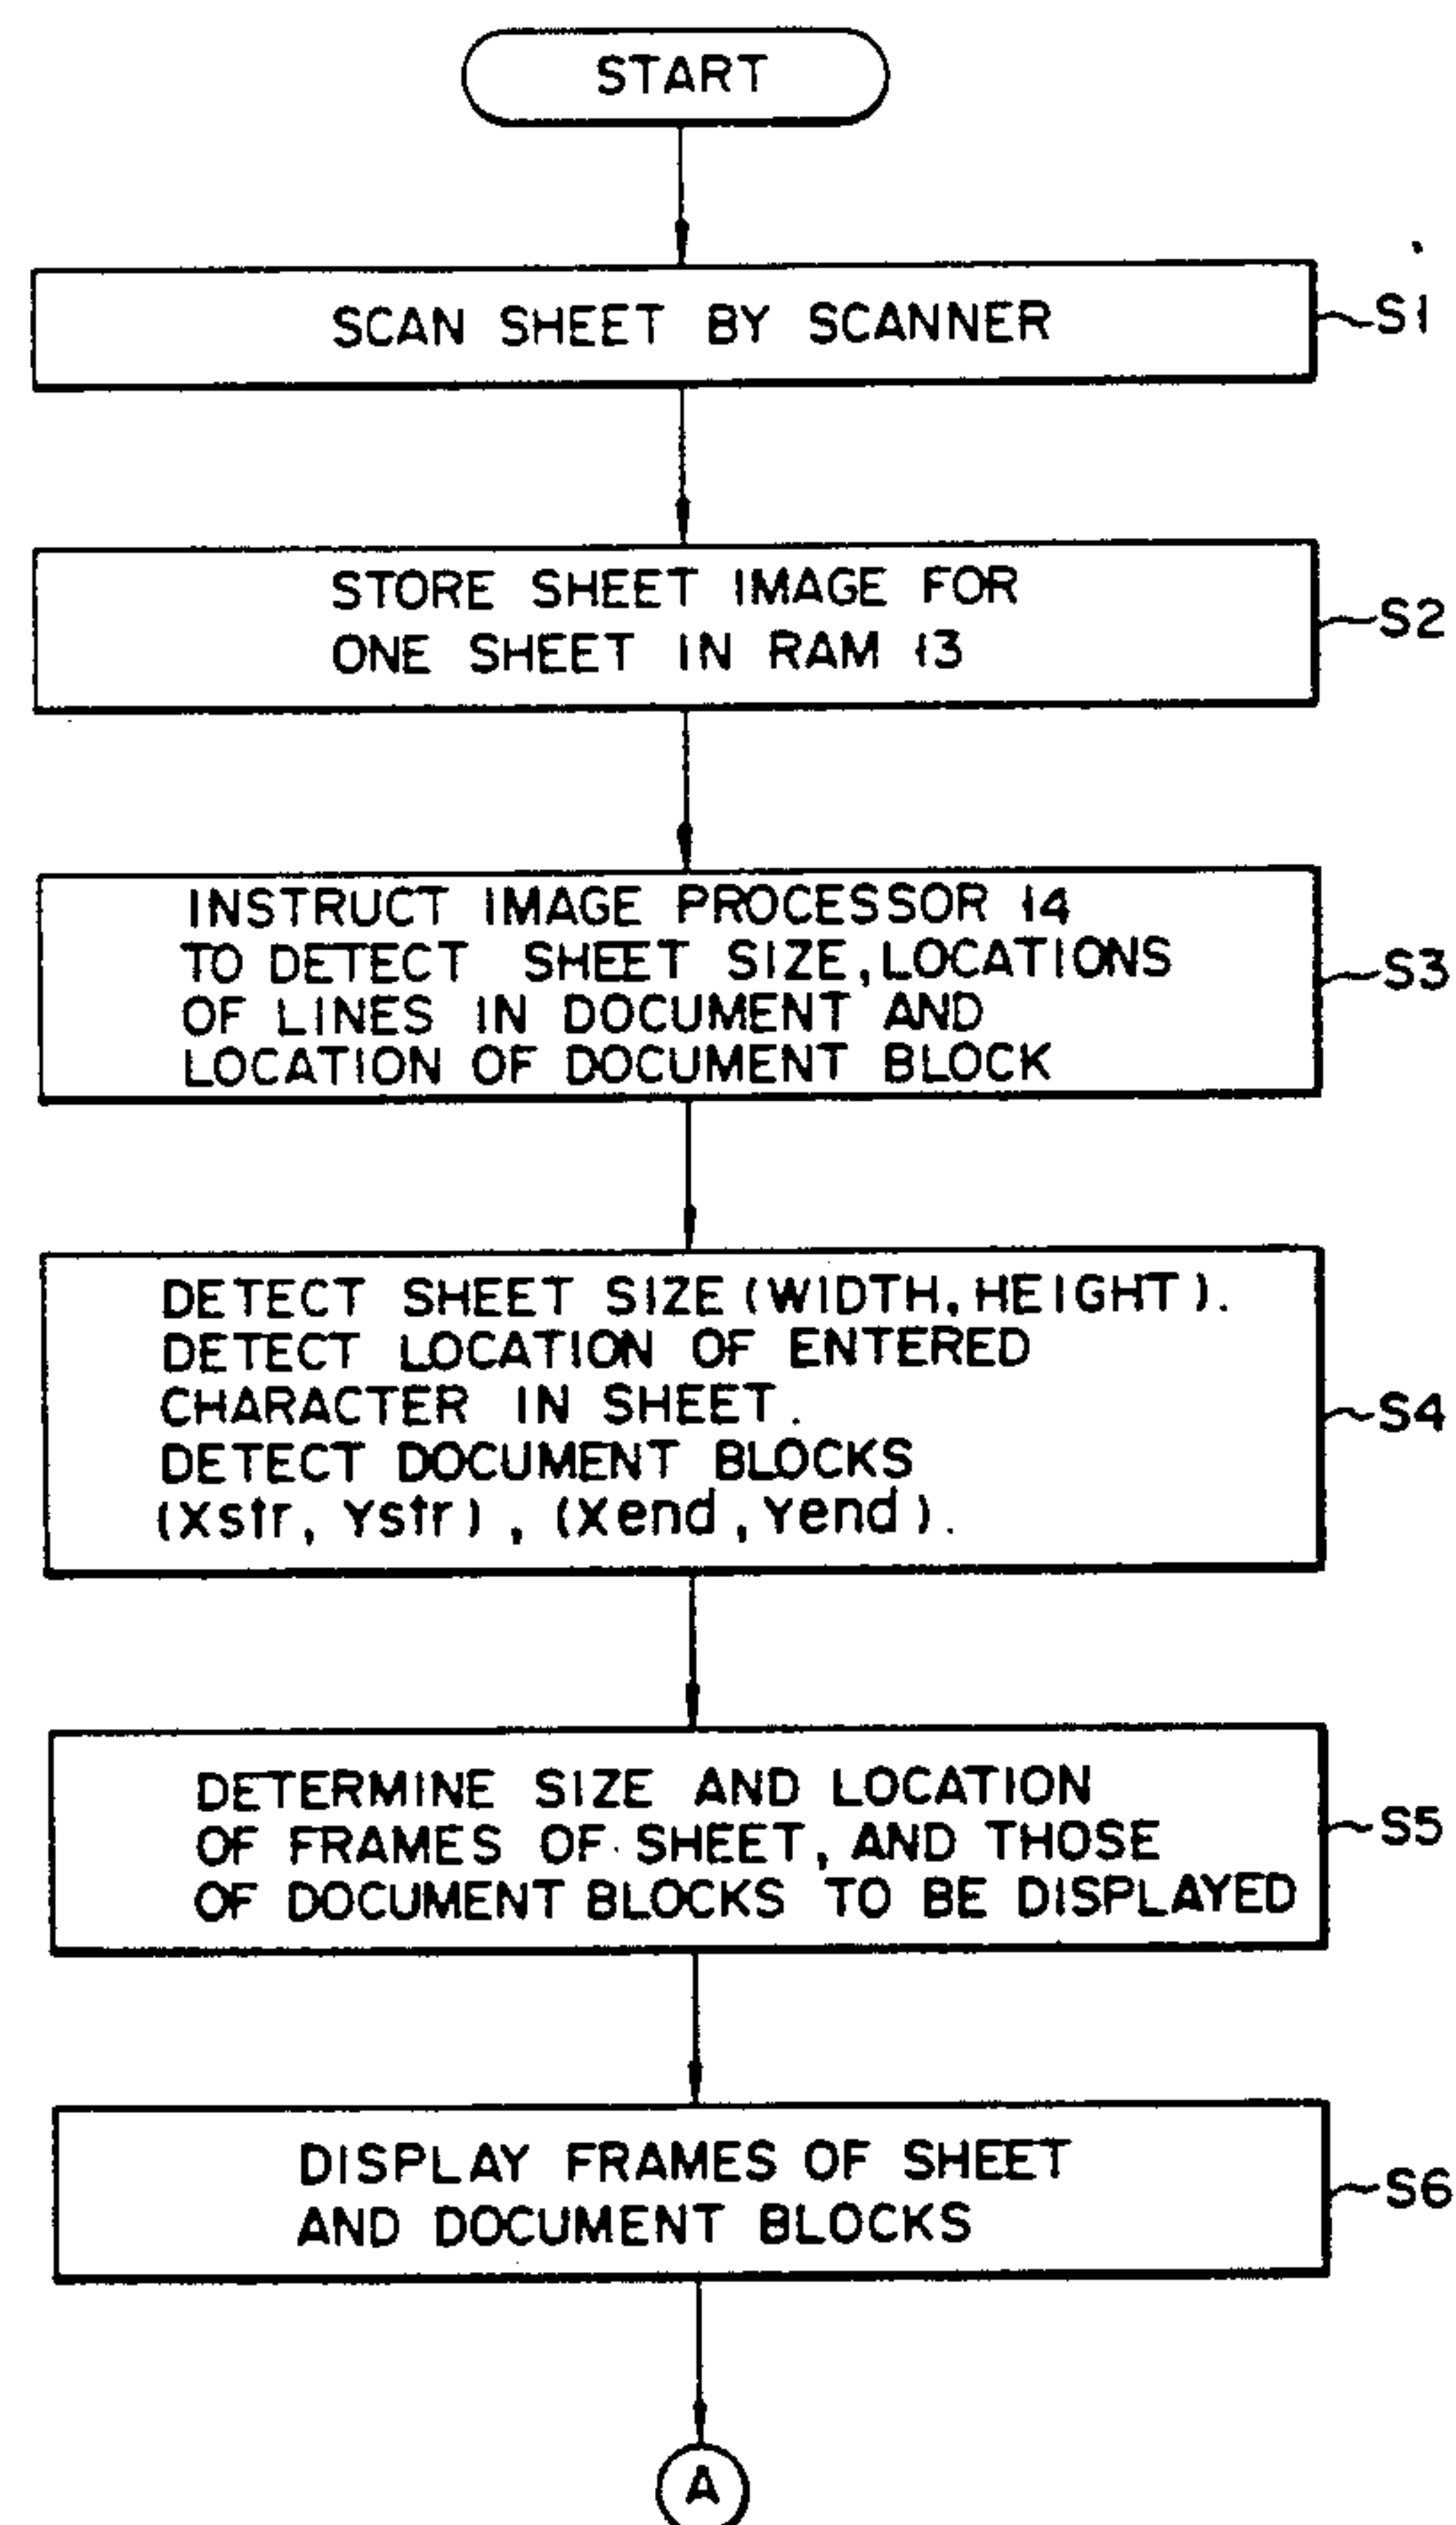 START
SCAN SHEET BY SCANNER
S1
STORE SHEET IMAGE FOR
ONE SHEET IN RAM 13
S2
INSTRUCT IMAGE PROCESSOR 14
TO DETECT SHEET SIZE, LOCATIONS
OF LINES IN DOCUMENT AND
LOCATION OF DOCUMENT BLOCK
S3
DETECT SHEET SIZE (WIDTH, HEIGHT).
DETECT LOCATION OF ENTERED
CHARACTER IN SHEET.
DETECT DOCUMENT BLOCKS
(Xstr, Ystr), (Xend, Yend).
S4
DETERMINE SIZE AND LOCATION
OF FRAMES OF SHEET, AND THOSE
OF DOCUMENT BLOCKS TO BE DISPLAYED
S5
DISPLAY FRAMES OF SHEET
AND DOCUMENT BLOCKS
S6
A